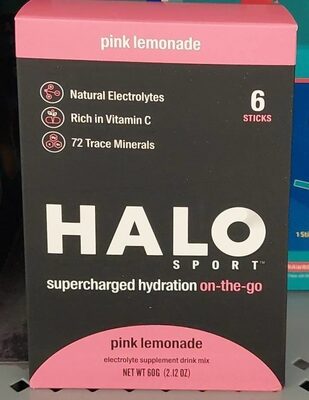 pink lemonade
Natural Electrolytes
Rich in Vitamin C
72 Trace Minerals
6
STICKS
HALO
SPORT™
supercharged hydration on-the-go
pink lemonade
electrolyte supplement drink mix
NET WT 60G (2.12 OZ)